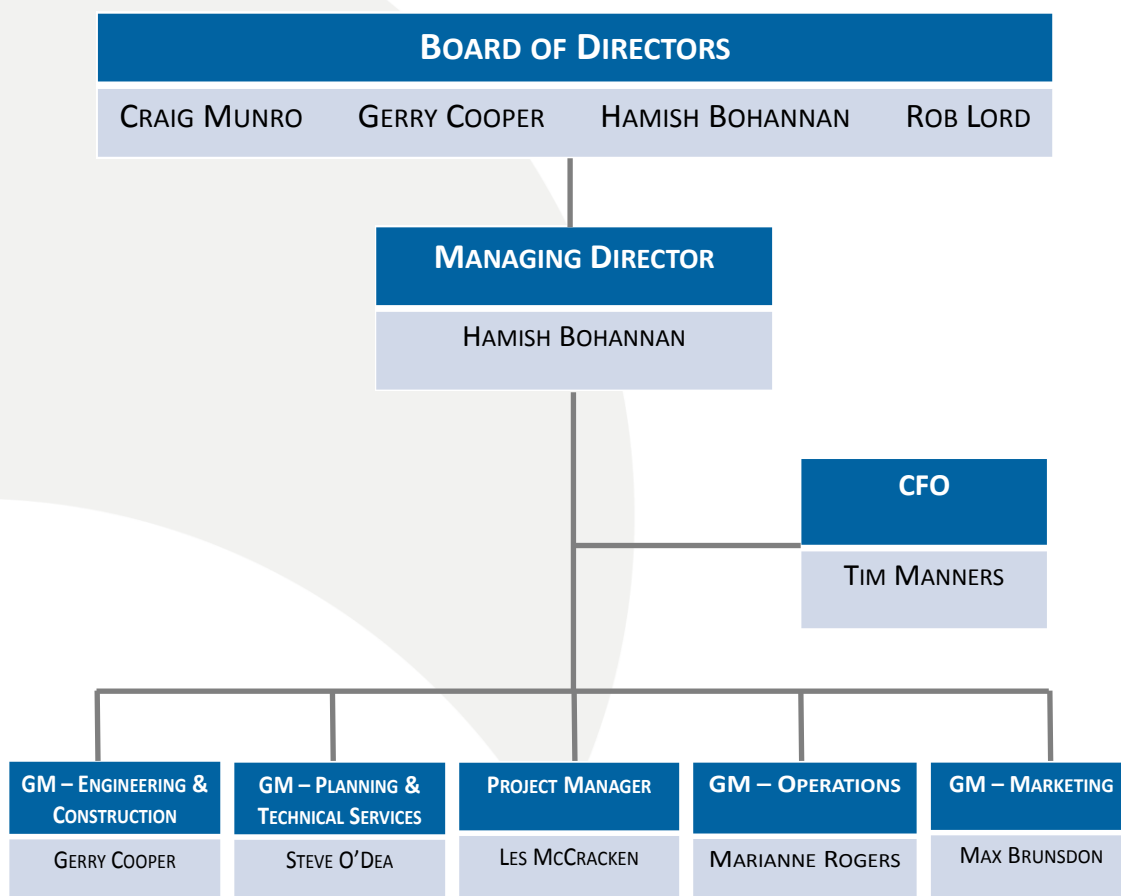 BOARD OF DIRECTORS
CRAIG MUNRO GERRY COOPER HAMISH BOHANNAN ROB LORD
MANAGING DIRECTOR
HAMISH BOHANNAN
CFO
TIM MANNERS
GM – ENGINEERING &
CONSTRUCTION
GERRY COOPER
GM – PLANNING &
TECHNICAL SERVICES
STEVE O'DEA
PROJECT MANAGER
LES MCCRACKEN
GM – OPERATIONS
MARIANNE ROGERS
GM – MARKETING
MAX BRUNSDON